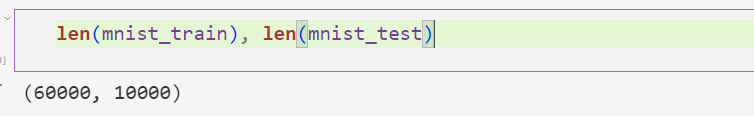 len(mnist_train), len(mnist_test)
(60000, 10000)